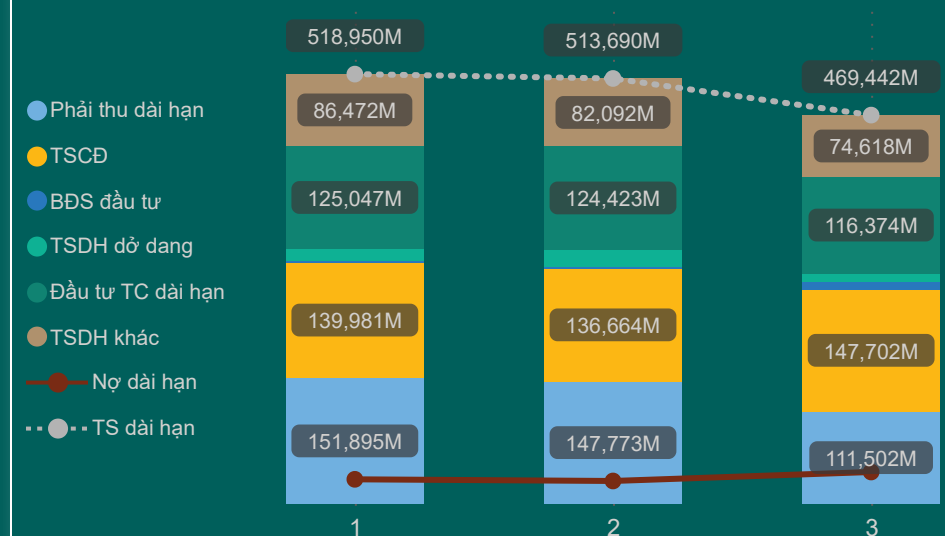 518,950M
513,690M
469,442M
86,472M
82,092M
74,618M
Phải thu dài hạn
TSCĐ
BĐS đầu tư
TSDH dở dang
Đầu tư TC dài hạn
TSDH khác
Nợ dài hạn
TS dài hạn
125,047M
124,423M
116,374M
139,981M
136,664M
147,702M
151,895M
147,773M
111,502M
1
2
3